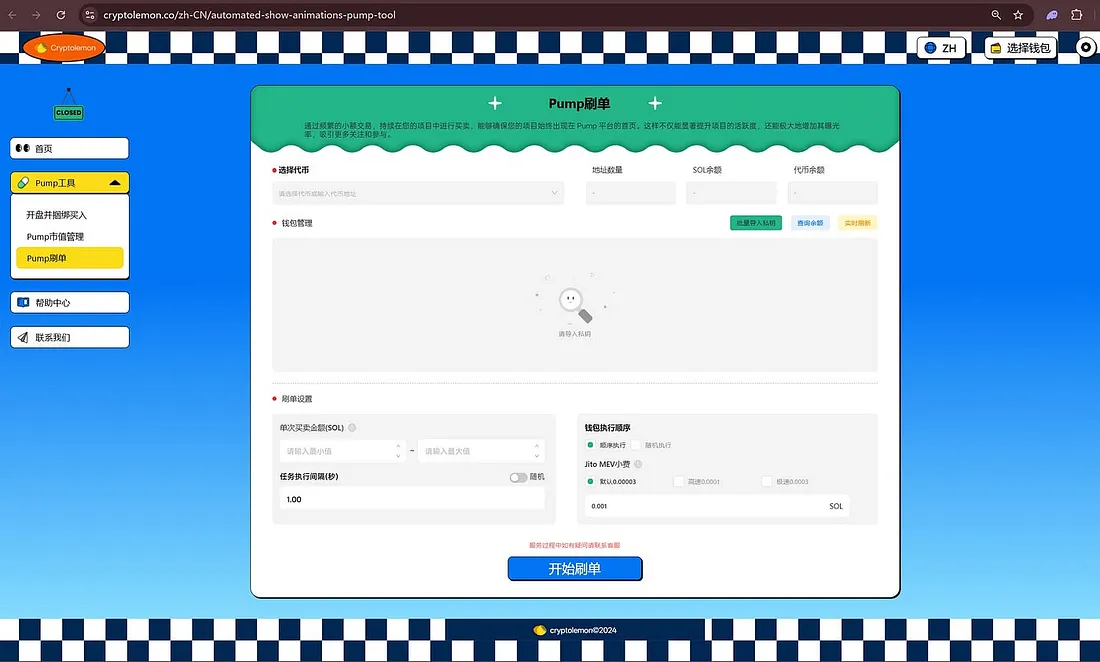 cryptolemon.co/zh-CN/automated-show-animations-pump-tool
Cryptolemon
ZH
选择钱包
CLOSED
首页
Pump工具
开盘并捆绑买入
Pump市值管理
Pump刷单
帮助中心
联系我们
Pump刷单
通过频繁的小额交易，持续在您的项目中进行买卖，能够确保您的项目始终出现在 Pump 平台的首页。这样不仅能显著提升项目的活跃度，还能极大地增加其曝光
率，吸引更多关注和参与。
选择代币
地址数量
SOL余额
代币余额
请选择代币或输入代币地址
-
-
-
钱包管理
批量导入私钥
查询余额
实时刷新
请导入私钥
刷单设置
单次买卖金额(SOL)
请输入最小值
~
请输入最大值
任务执行间隔(秒)
随机
1.00
钱包执行顺序
顺序执行
随机执行
Jito MEV小费
默认0.00003
高速0.0001
极速0.0003
0.001
SOL
服务过程中如有疑问请联系客服
开始刷单
cryptolemon©2024